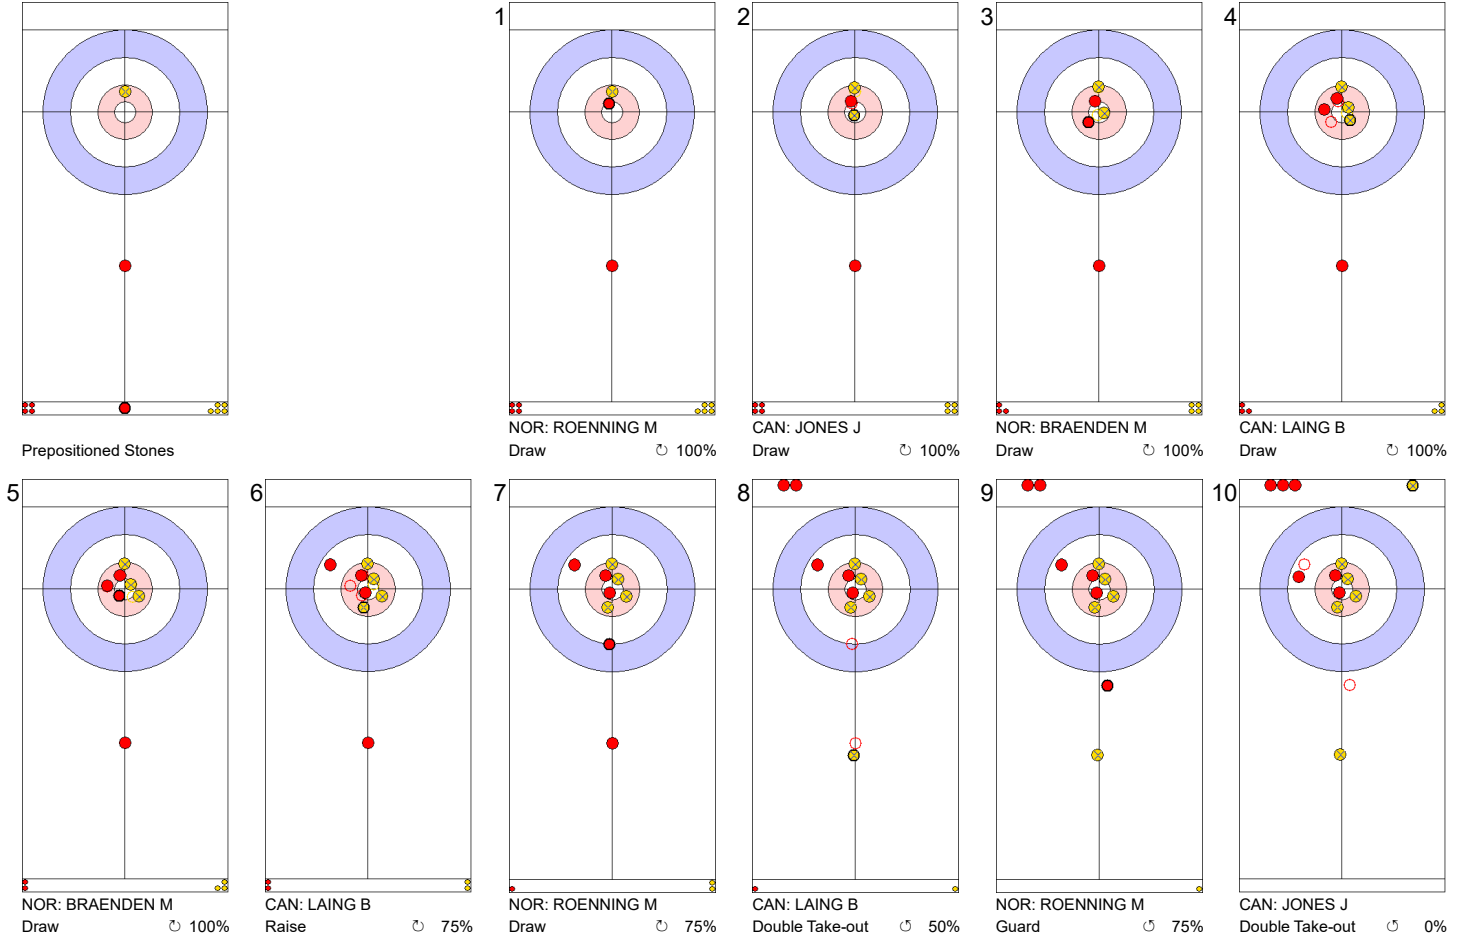 1
2
3
4
Prepositioned Stones
NOR: ROENNING M
Draw ↻ 100%
CAN: JONES J
Draw ↻ 100%
NOR: BRAENDEN M
Draw ↻ 100%
CAN: LAING B
Draw ↻ 100%
5
6
7
8
9
10
NOR: BRAENDEN M
Draw ↻ 100%
CAN: LAING B
Raise ↻ 75%
NOR: ROENNING M
Draw ↻ 75%
CAN: LAING B
Double Take-out ↺ 50%
NOR: ROENNING M
Guard ↺ 75%
CAN: JONES J
Double Take-out ↺ 0%